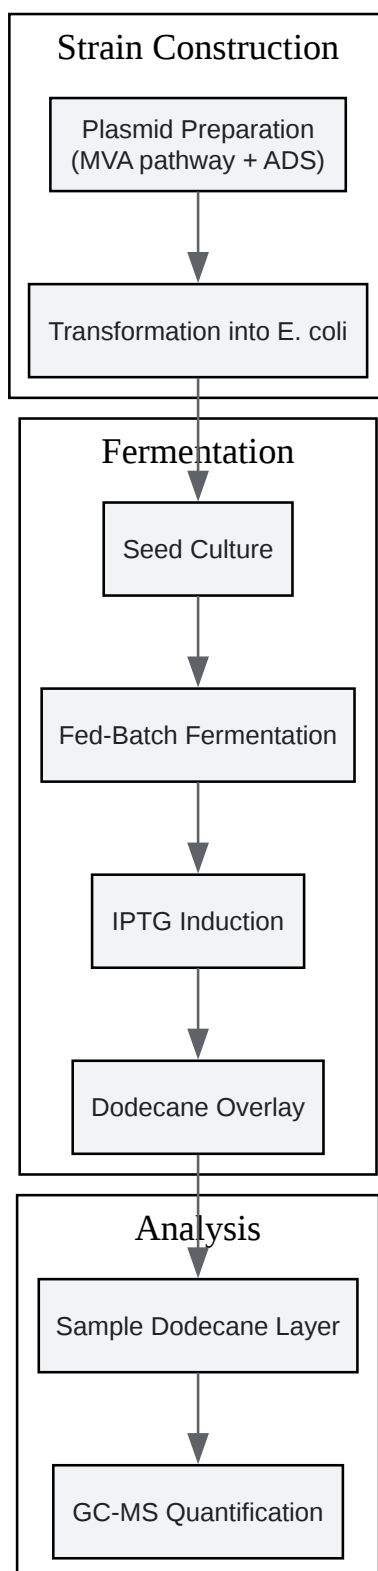 Strain Construction
Plasmid Preparation
(MVA pathway + ADS)
Transformation into E. coli
Fermentation
Seed Culture
Fed-Batch Fermentation
IPTG Induction
Dodecane Overlay
Analysis
Sample Dodecane Layer
GC-MS Quantification